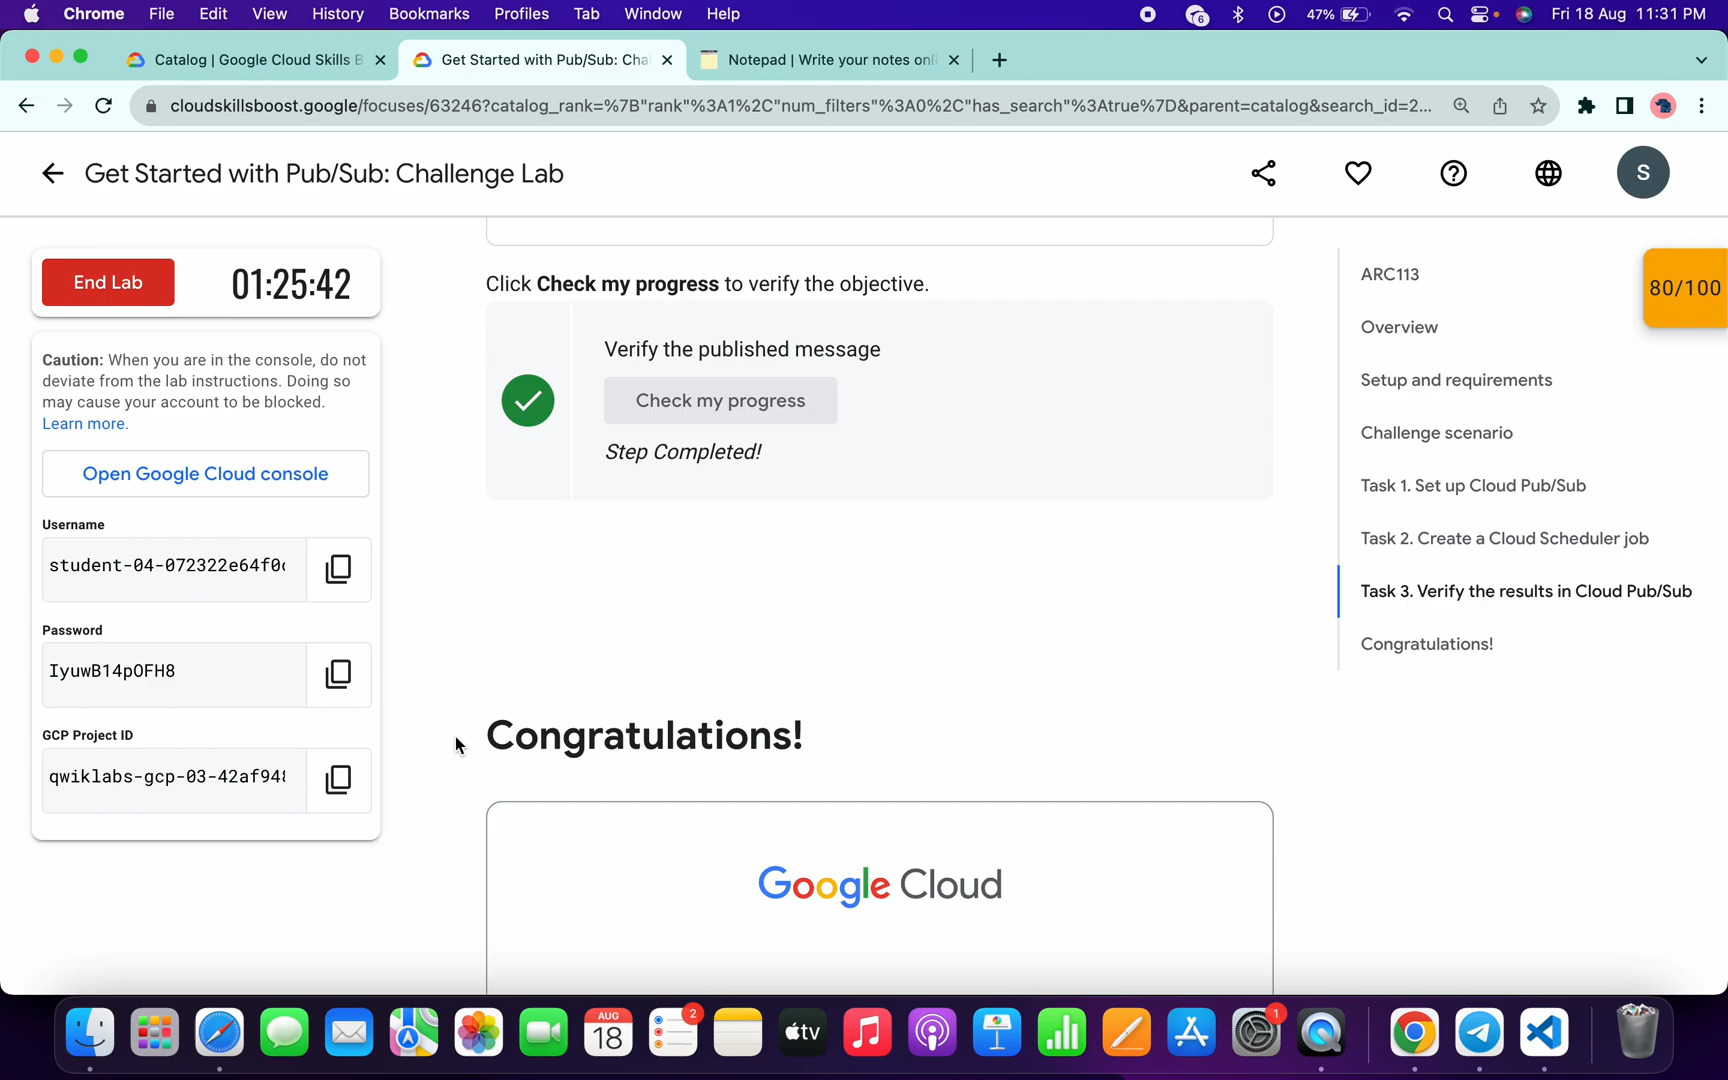 Chrome File Edit View History Bookmarks Profiles Tab Window Help 6 47% Fri 18 Aug 11:31 PM
Catalog | Google Cloud Skills B Get Started with Pub/Sub: Chal Notepad | Write your notes onli
cloudskillsboost.google/focuses/63246?catalog_rank=%7B"rank"%3A1%2C"num_filters"%3A0%2C"has_search"%3Atrue%7D&parent=catalog&search_id=2...
Get Started with Pub/Sub: Challenge Lab
S
End Lab
01:25:42
Caution: When you are in the console, do not
deviate from the lab instructions. Doing so
may cause your account to be blocked.
Learn more.
Open Google Cloud console
Username
student-04-072322e64f0
Password
IyuwB14pOFH8
GCP Project ID
qwiklabs-gcp-03-42af948
Click Check my progress to verify the objective.
Verify the published message
Check my progress
Step Completed!
Congratulations!
Google Cloud
ARC113
Overview
Setup and requirements
Challenge scenario
Task 1. Set up Cloud Pub/Sub
Task 2. Create a Cloud Scheduler job
Task 3. Verify the results in Cloud Pub/Sub
Congratulations!
80/100
AUG
18
2
tv
1